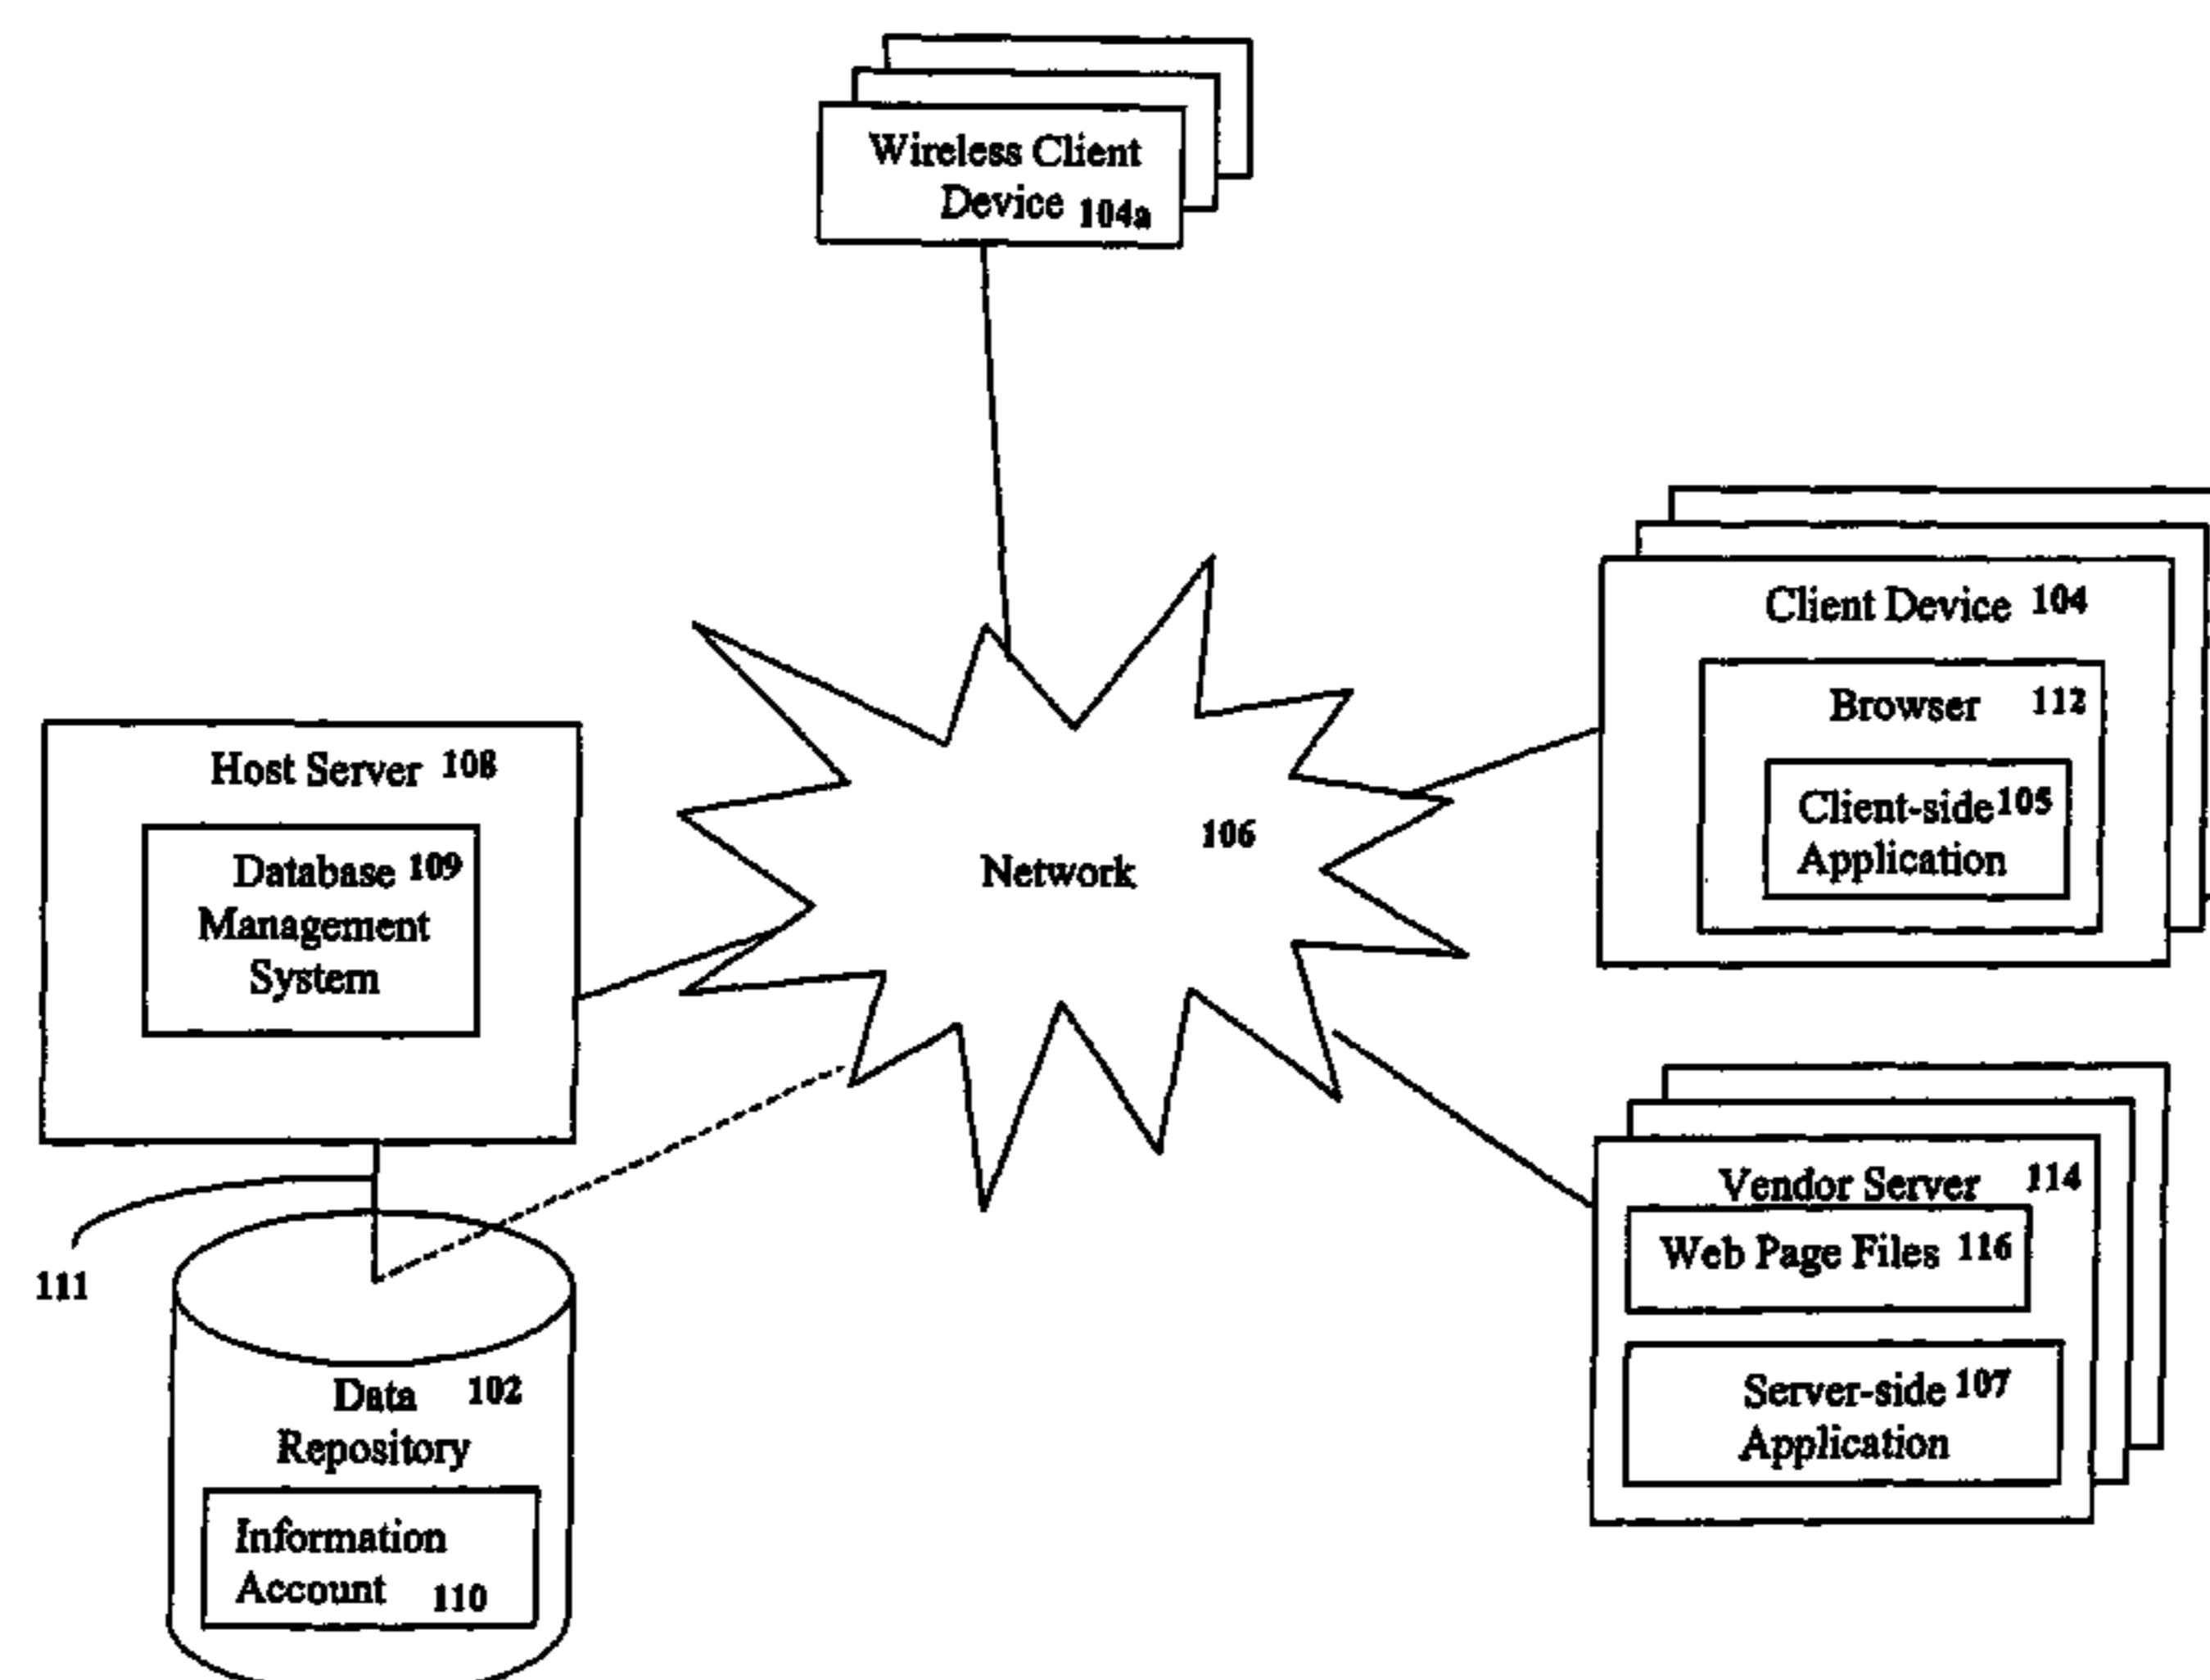 Wireless Client
Device 104a
Client Device 104
Browser 112
Client-side 105
Application
Host Server 108
Database 109
Management
System
106
Network
111
Data 102
Repository
Information
Account 110
Vendor Server 114
Web Page Files 116
Server-side 107
Application